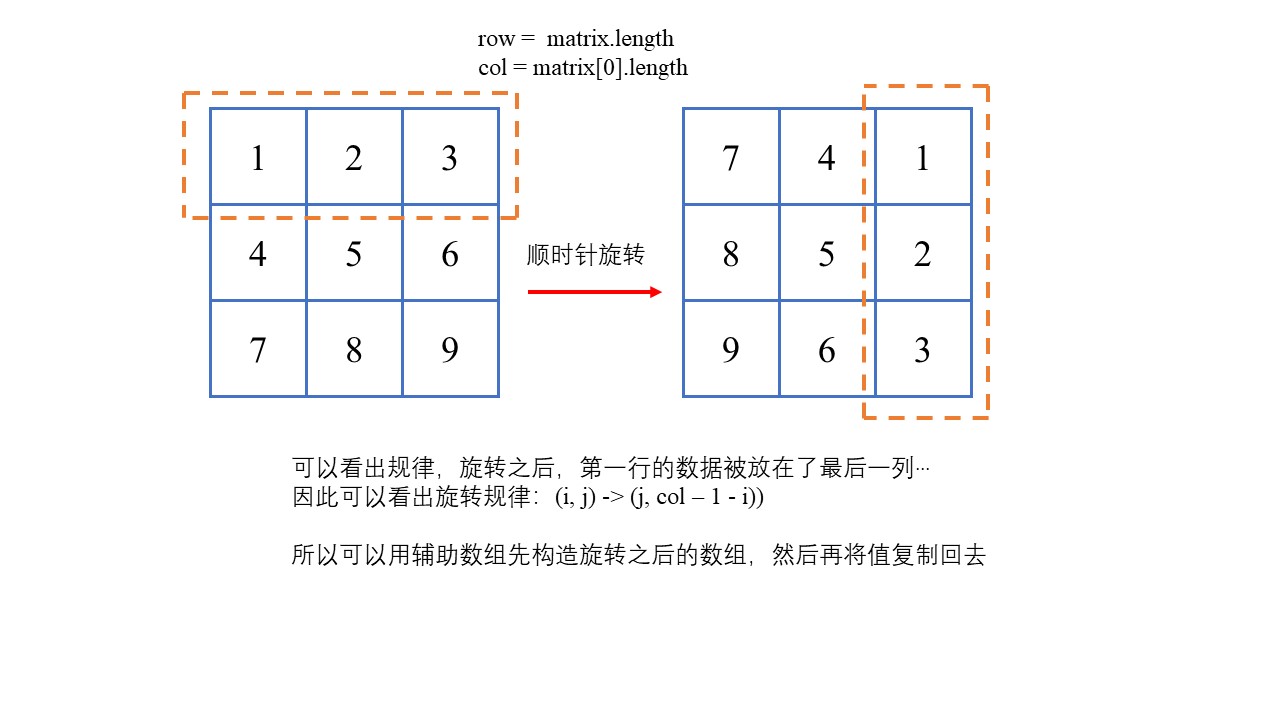 row =  matrix.length
col = matrix[0].length
1 2 3 7 4 1
4 5 6 顺时针旋转 8 5 2
7 8 9 9 6 3
可以看出规律，旋转之后，第一行的数据被放在了最后一列…
因此可以看出旋转规律：(i, j) -> (j, col – 1 - i))
所以可以用辅助数组先构造旋转之后的数组，然后再将值复制回去